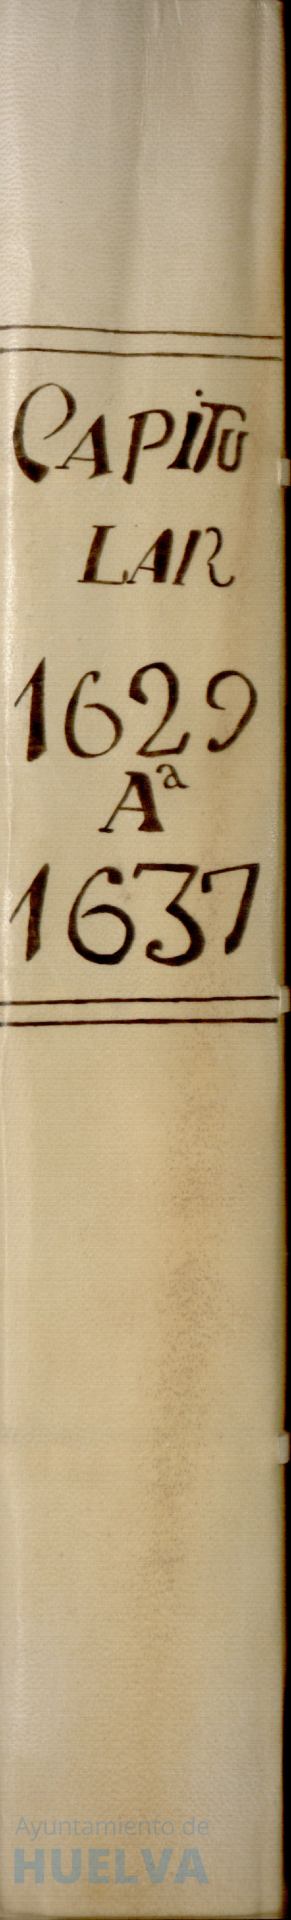 CAPITU
LAR
1629
Aª
1637
Ayuntamiento de
HUELVA